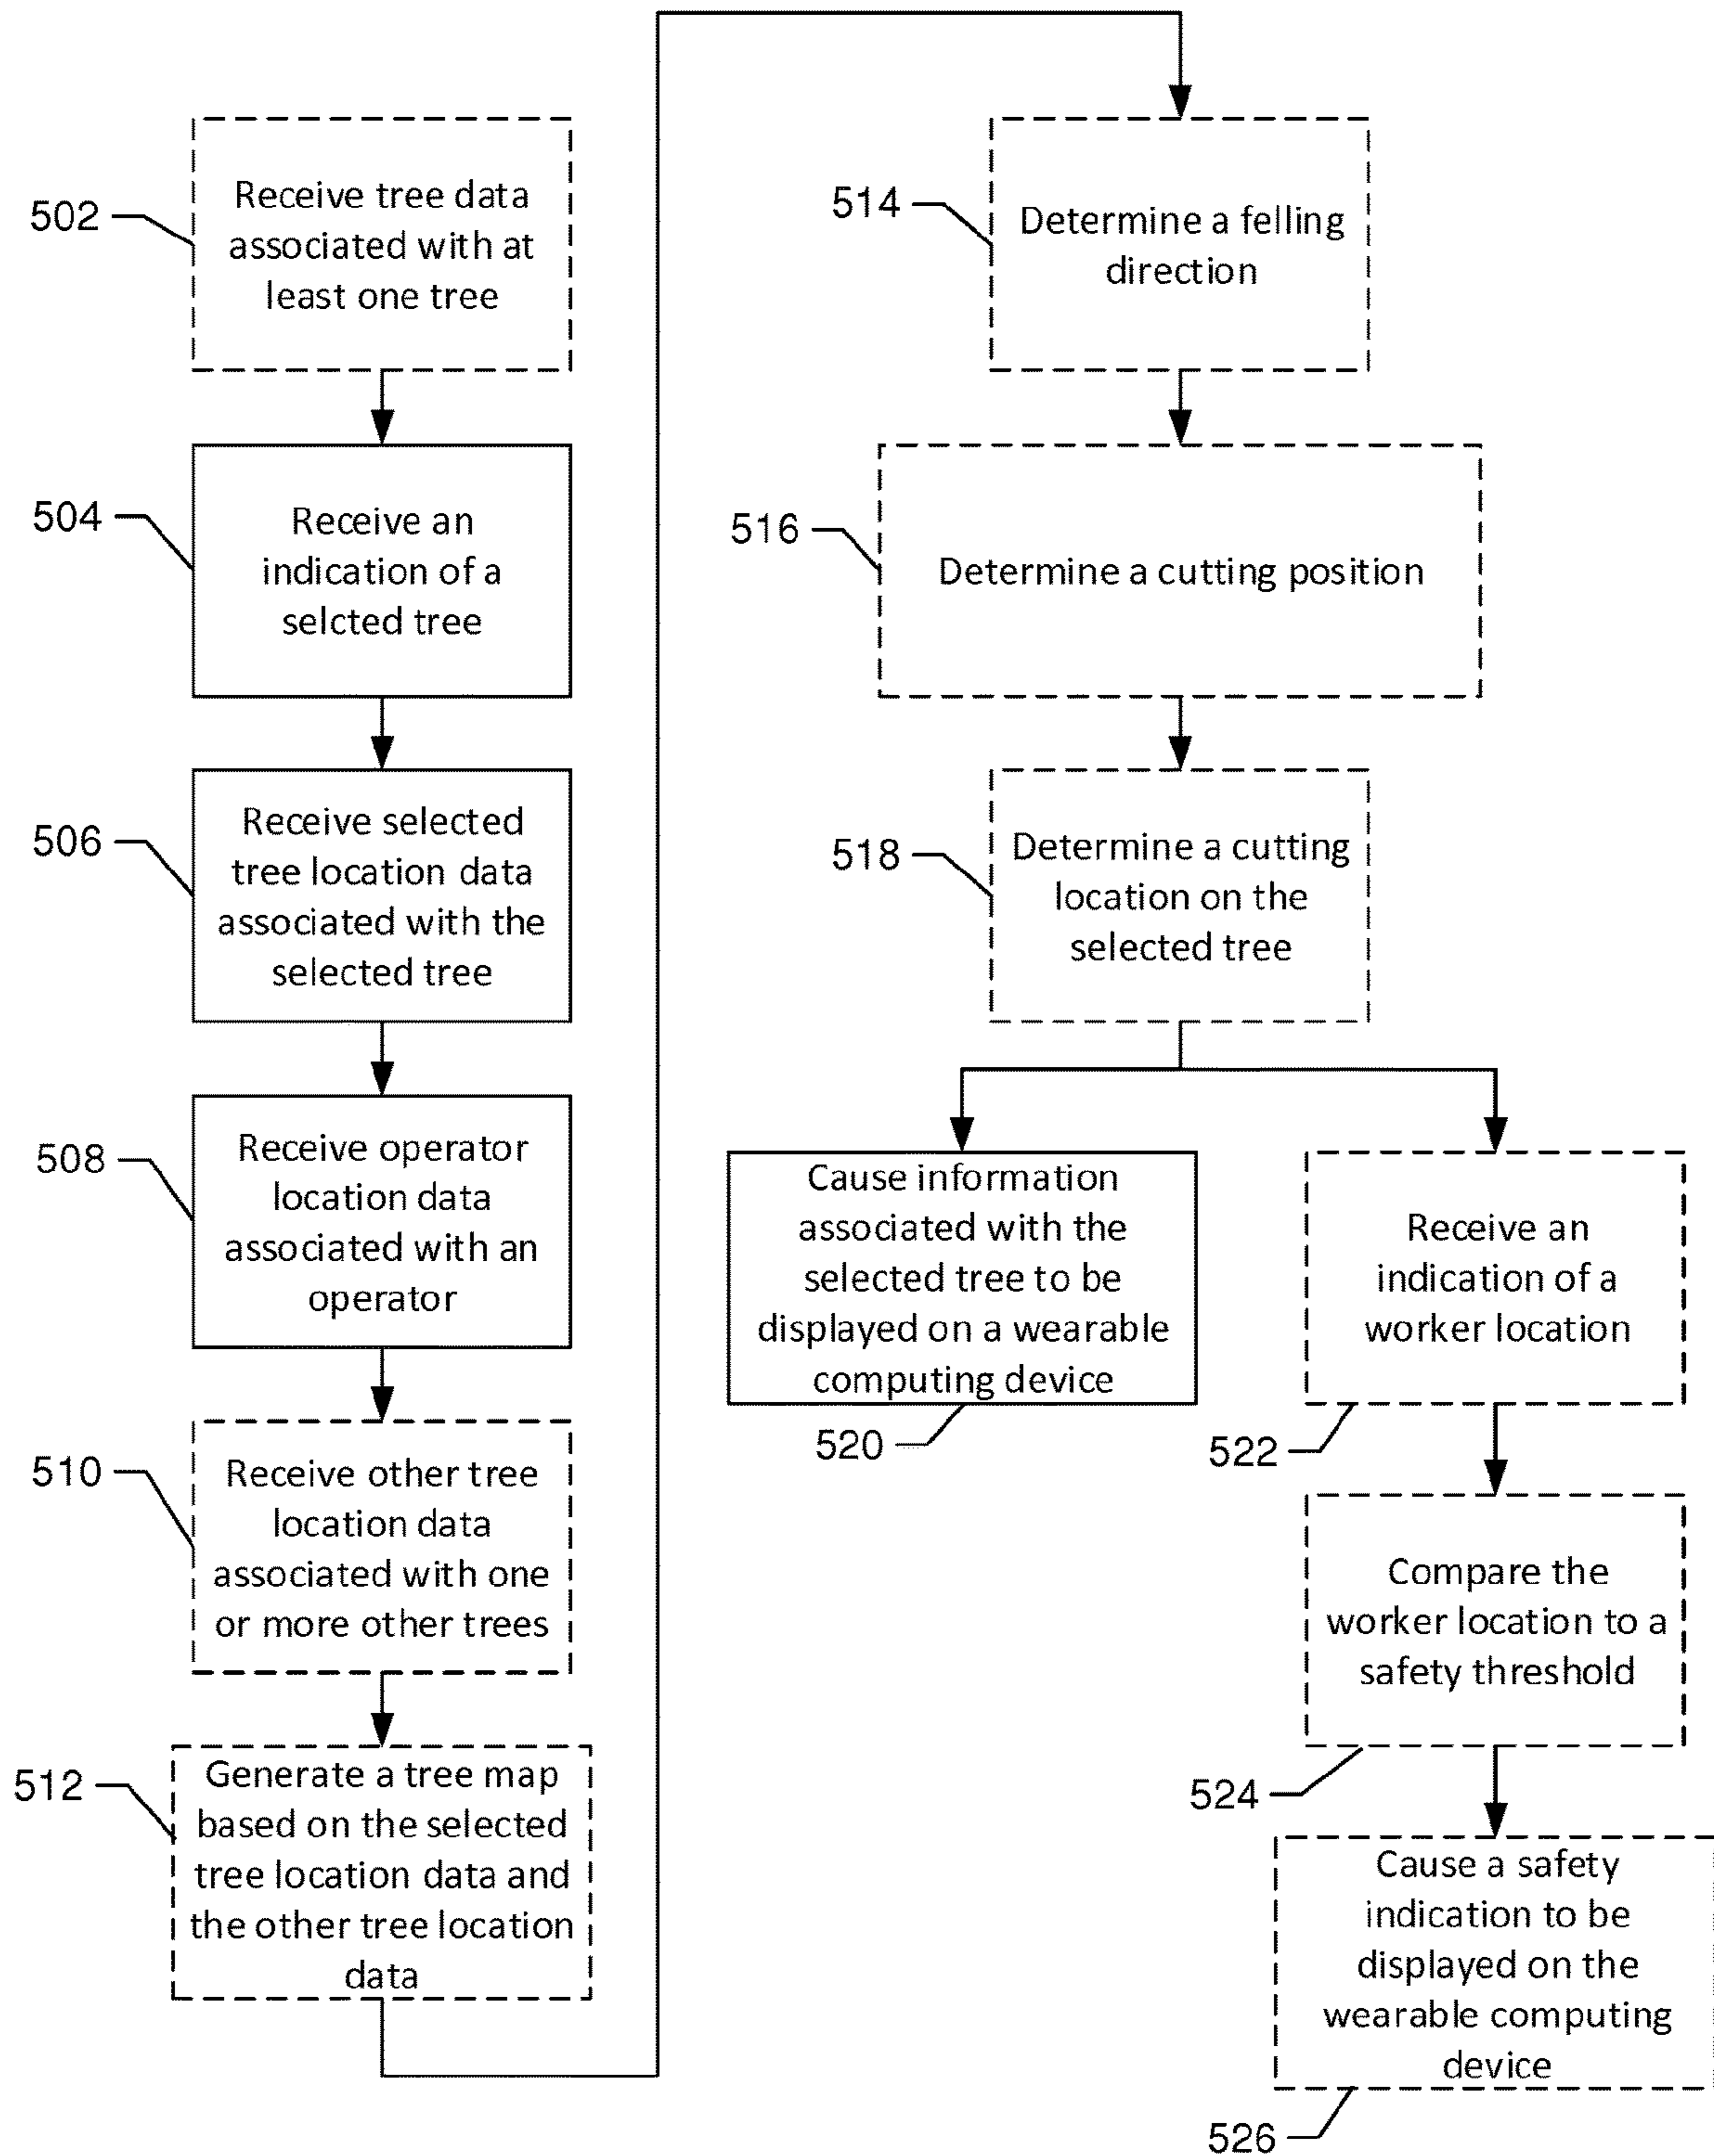 502
Receive tree data
associated with at
least one tree
504
Receive an
indication of a
selcted tree
506
Receive selected
tree location data
associated with the
selected tree
508
Receive operator
location data
associated with an
operator
510
Receive other tree
location data
associated with one
or more other trees
512
Generate a tree map
based on the selected
tree location data and
the other tree location
data
514
Determine a felling
direction
516
Determine a cutting position
518
Determine a cutting
location on the
selected tree
Cause information
associated with the
selected tree to be
displayed on a wearable
computing device
520
Receive an
indication of a
worker location
522
Compare the
worker location to a
safety threshold
524
Cause a safety
indication to be
displayed on the
wearable computing
device
526